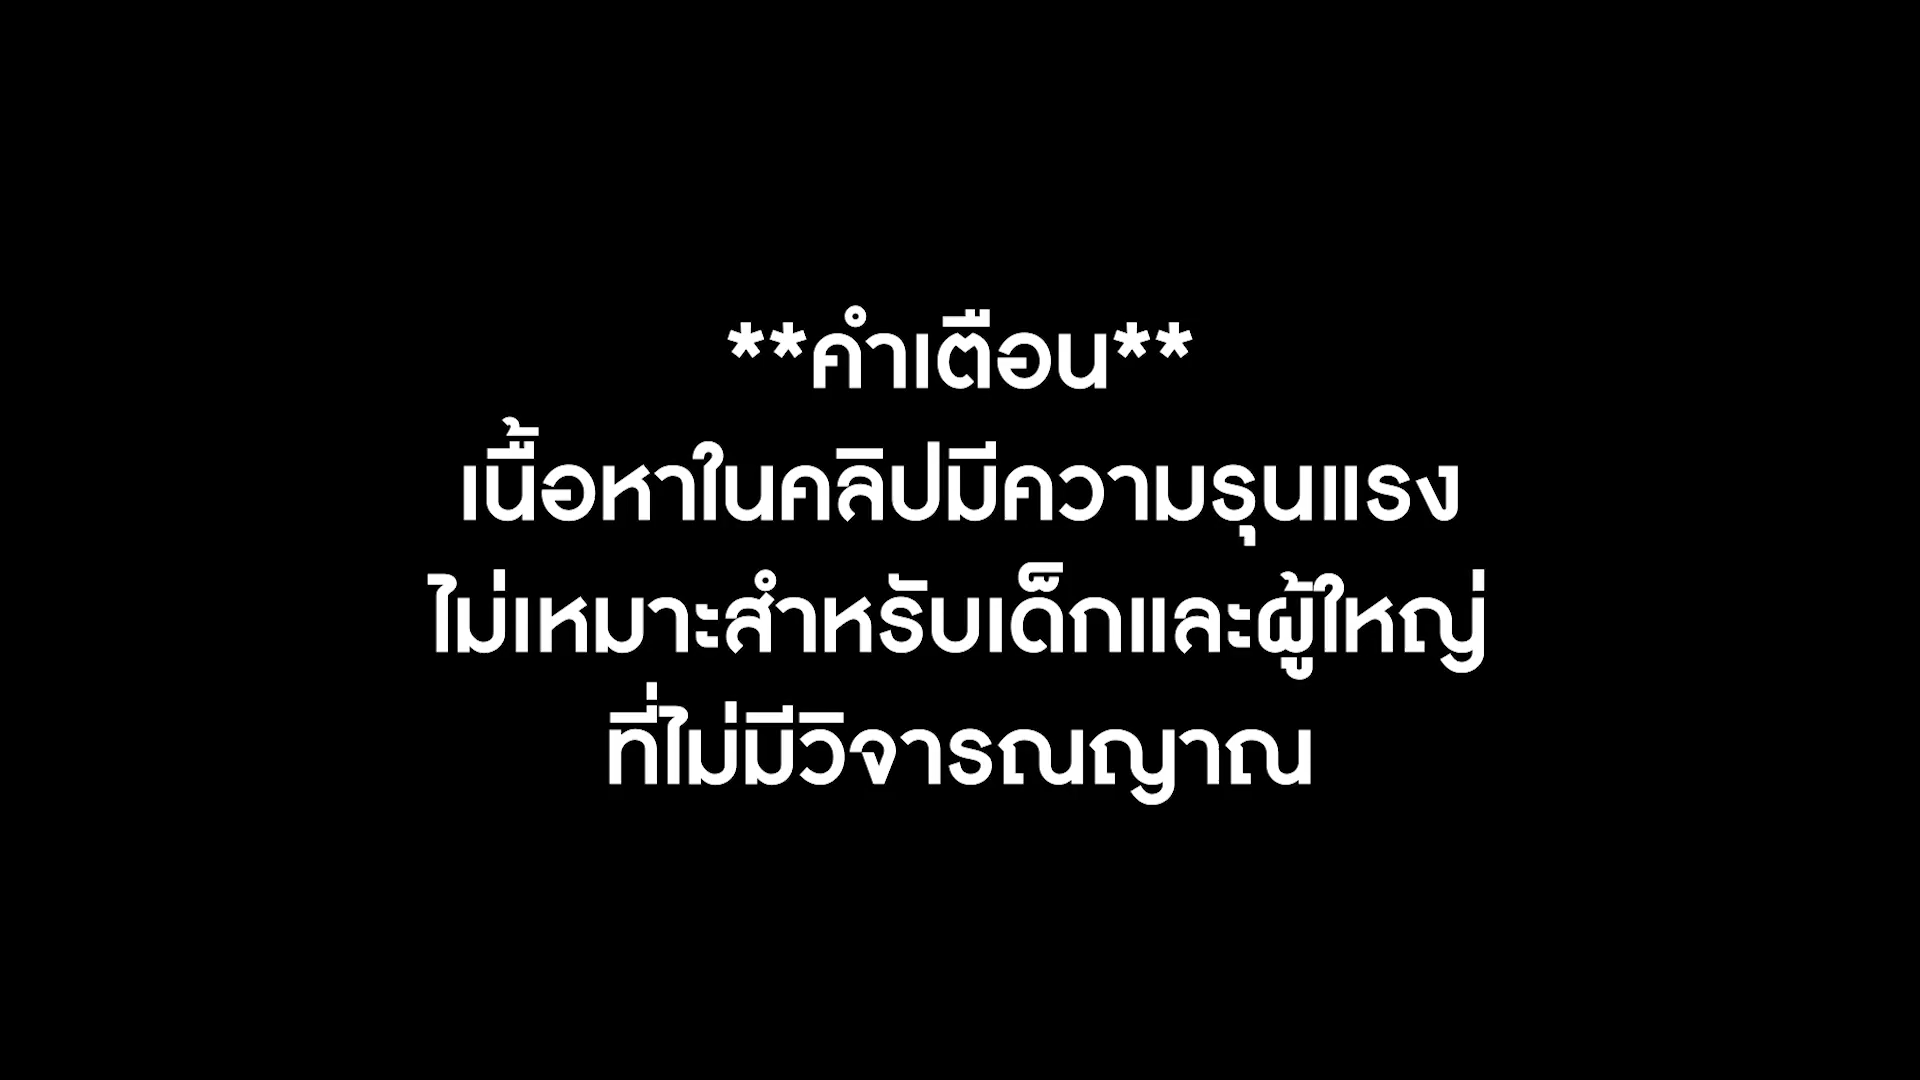 **คำเตือน**
เนื้อหาในคลิปมีความรุนแรง
ไม่เหมาะสำหรับเด็กและผู้ใหญ่
ที่ไม่มีวิจารณญาณ